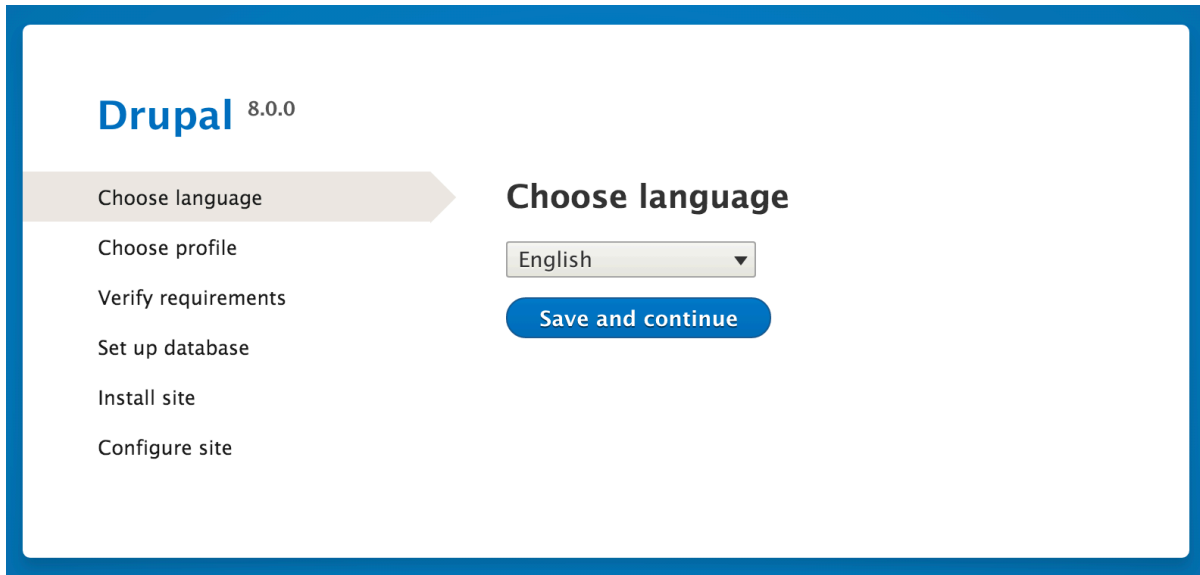 Drupal 8.0.0
Choose language
Choose profile
Verify requirements
Set up database
Install site
Configure site
Choose language
English
Save and continue